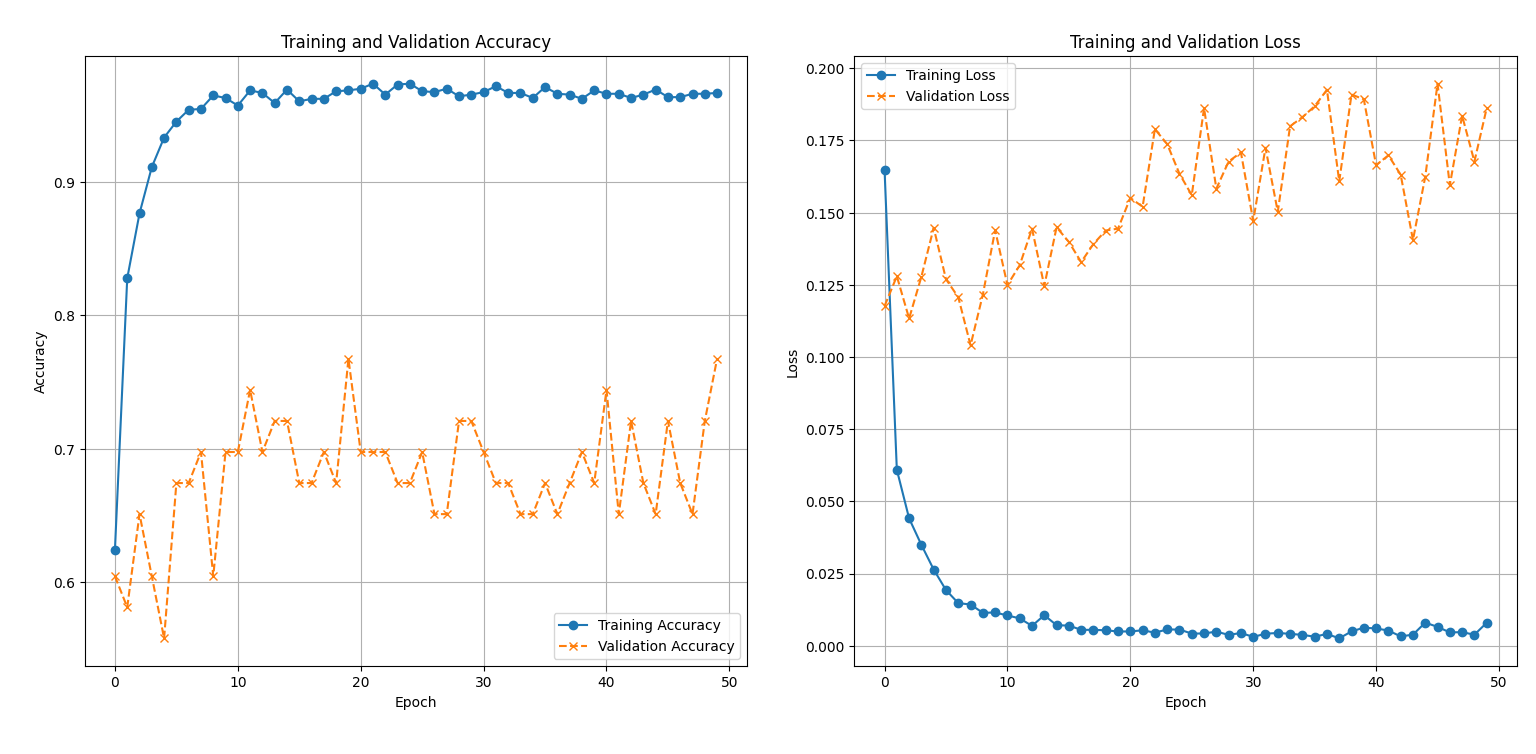 Training and Validation Accuracy
Accuracy
0.9
0.8
0.7
0.6
0
10
20
30
40
50
Epoch
Training Accuracy
Validation Accuracy
Training and Validation Loss
Loss
0.200
0.175
0.150
0.125
0.100
0.075
0.050
0.025
0.000
0
10
20
30
40
50
Epoch
Training Loss
Validation Loss